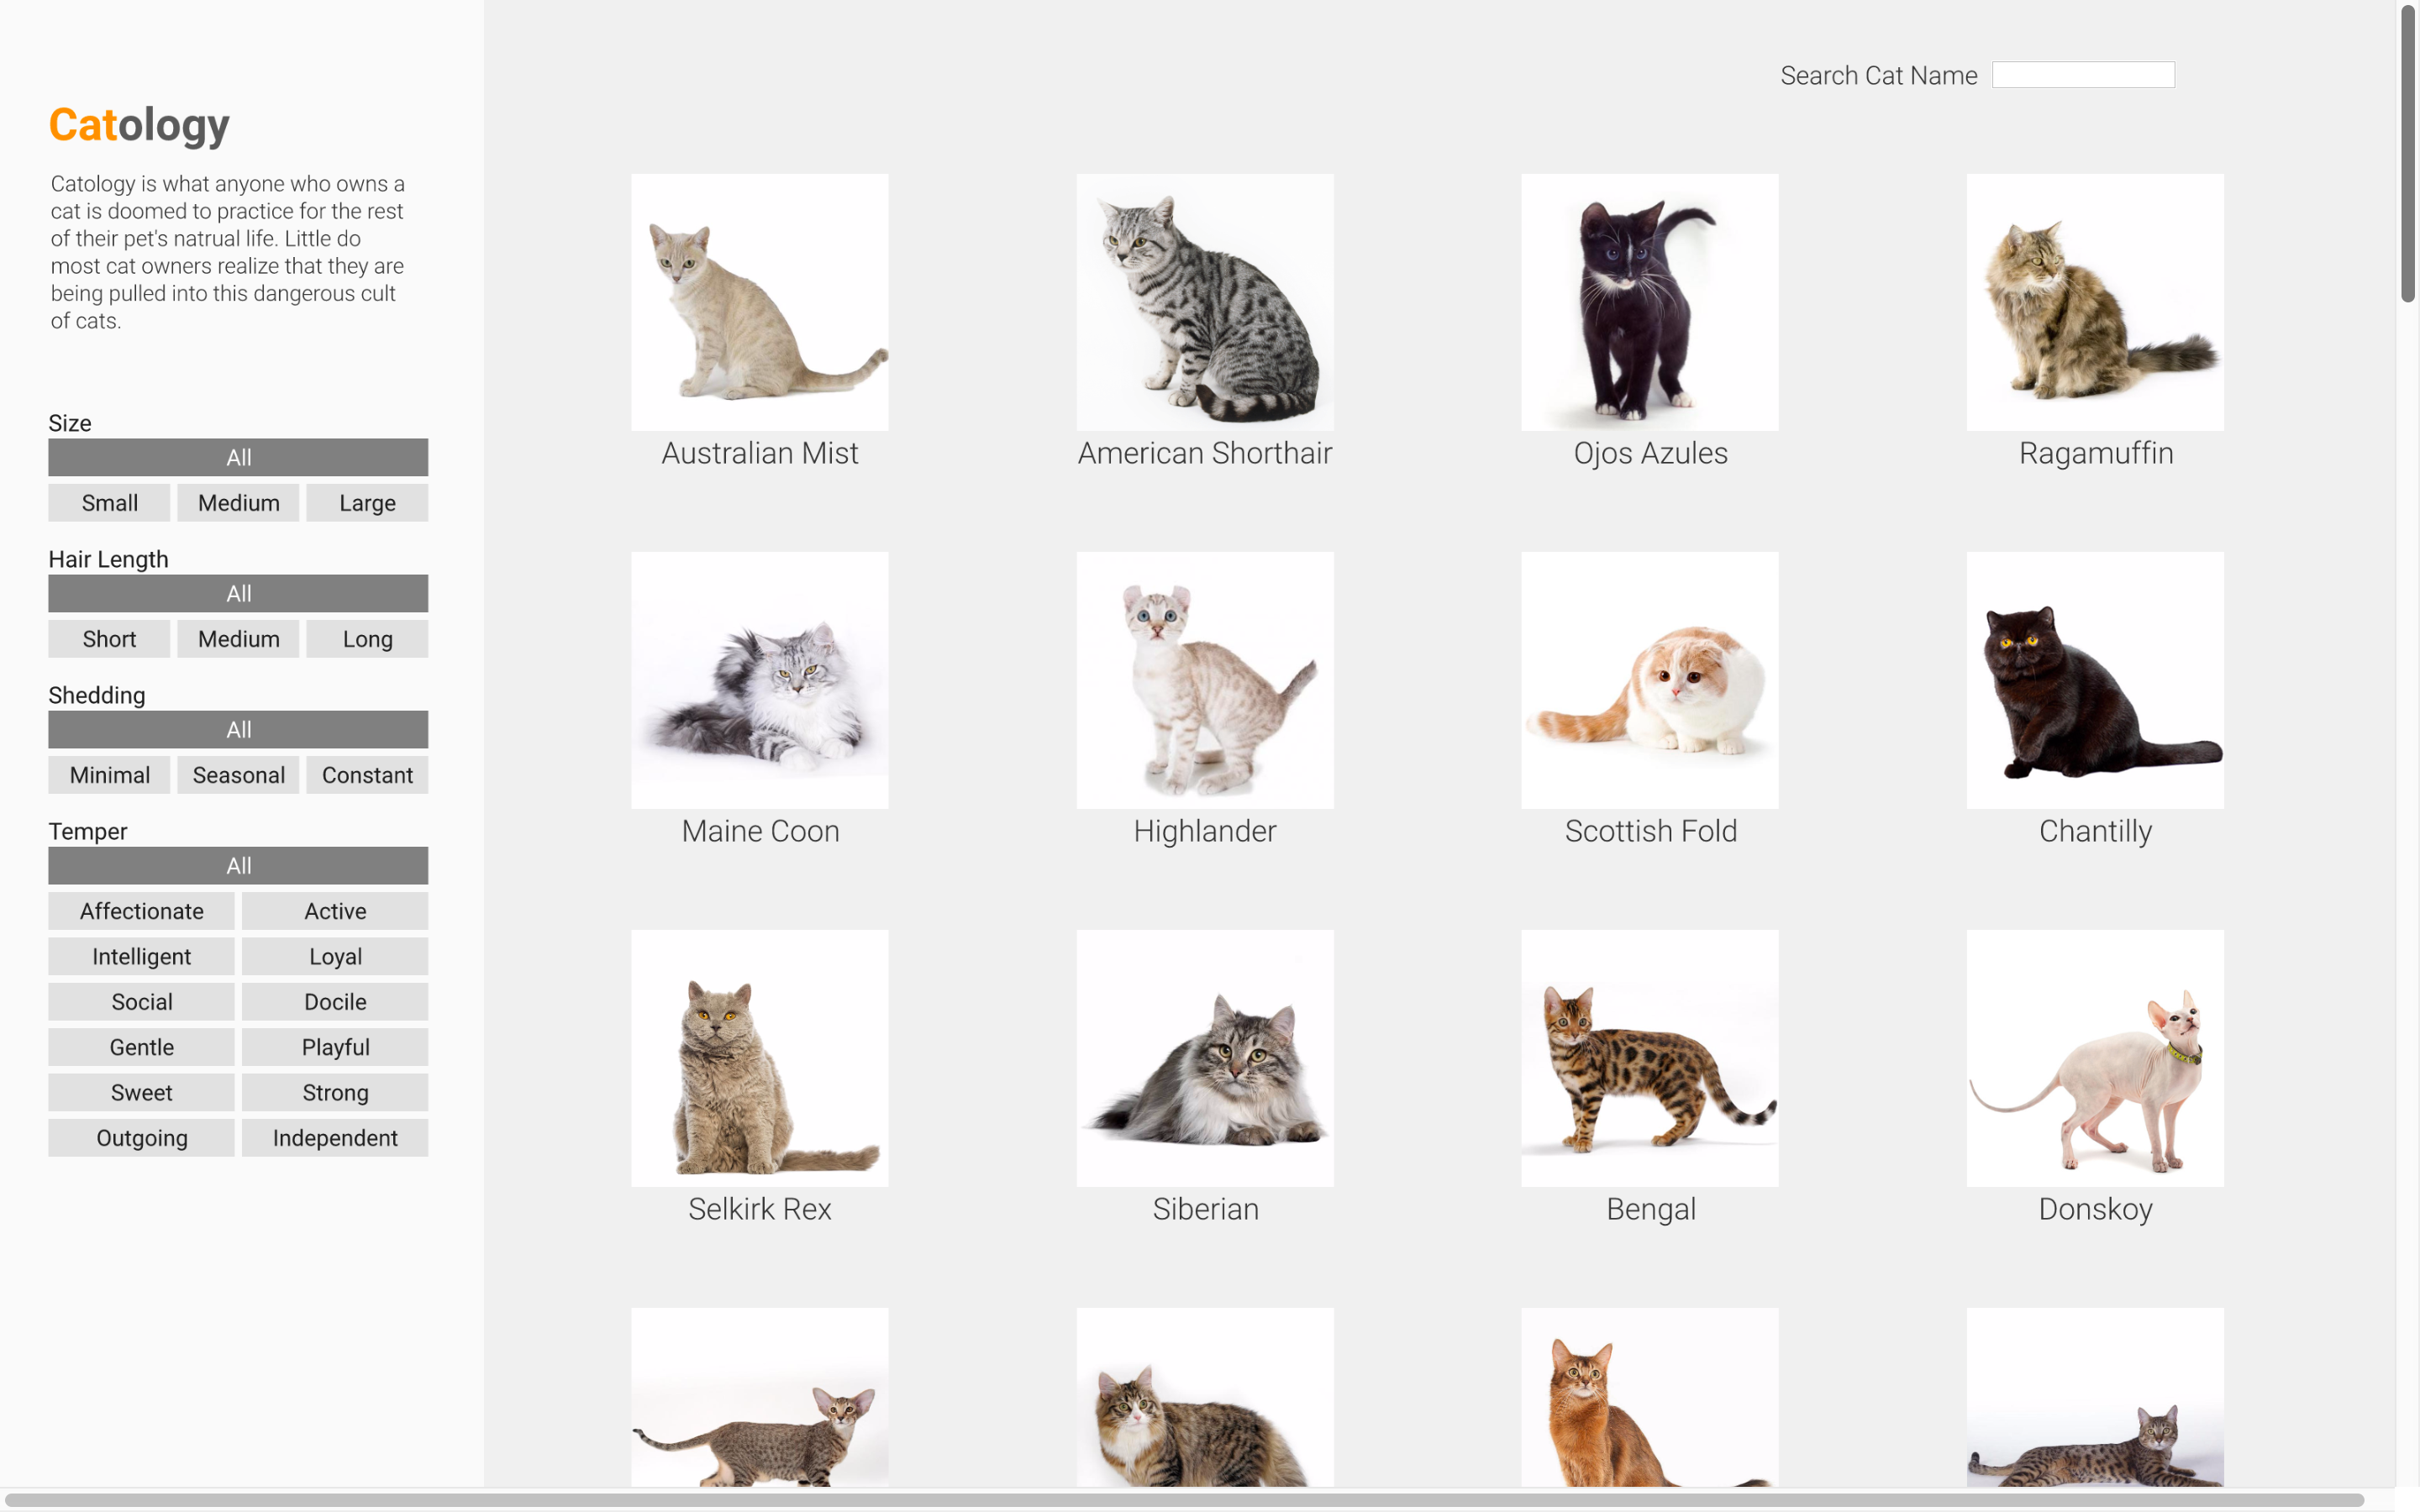 Search Cat Name
Catology
Catology is what anyone who owns a
cat is doomed to practice for the rest
of their pet's natrual life. Little do
most cat owners realize that they are
being pulled into this dangerous cult
of cats.
Size
All
Small Medium Large
Hair Length
All
Short Medium Long
Shedding
All
Minimal Seasonal Constant
Temper
All
Affectionate Active
Intelligent Loyal
Social Docile
Gentle Playful
Sweet Strong
Outgoing Independent
Australian Mist American Shorthair Ojos Azules Ragamuffin
Maine Coon Highlander Scottish Fold Chantilly
Selkirk Rex Siberian Bengal Donskoy